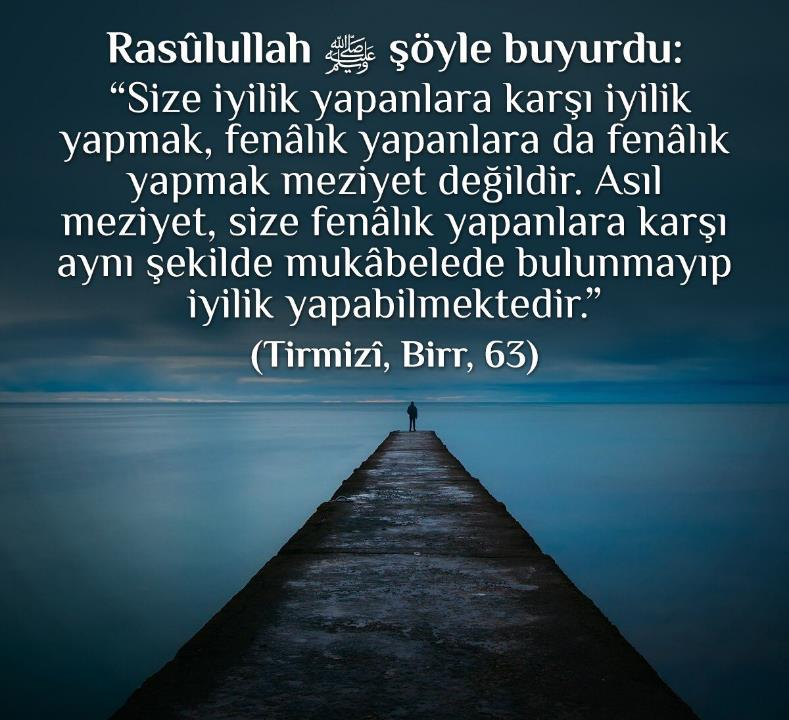 Rasûlullah ﷺ şöyle buyurdu:
“Size iyilik yapanlara karşı iyilik
yapmak, fenâlık yapanlara da fenâlık
yapmak meziyet değildir. Asıl
meziyet, size fenâlık yapanlara karşı
aynı şekilde mukâbelede bulunmayıp
iyilik yapabilmektedir.”
(Tirmizî, Birr, 63)